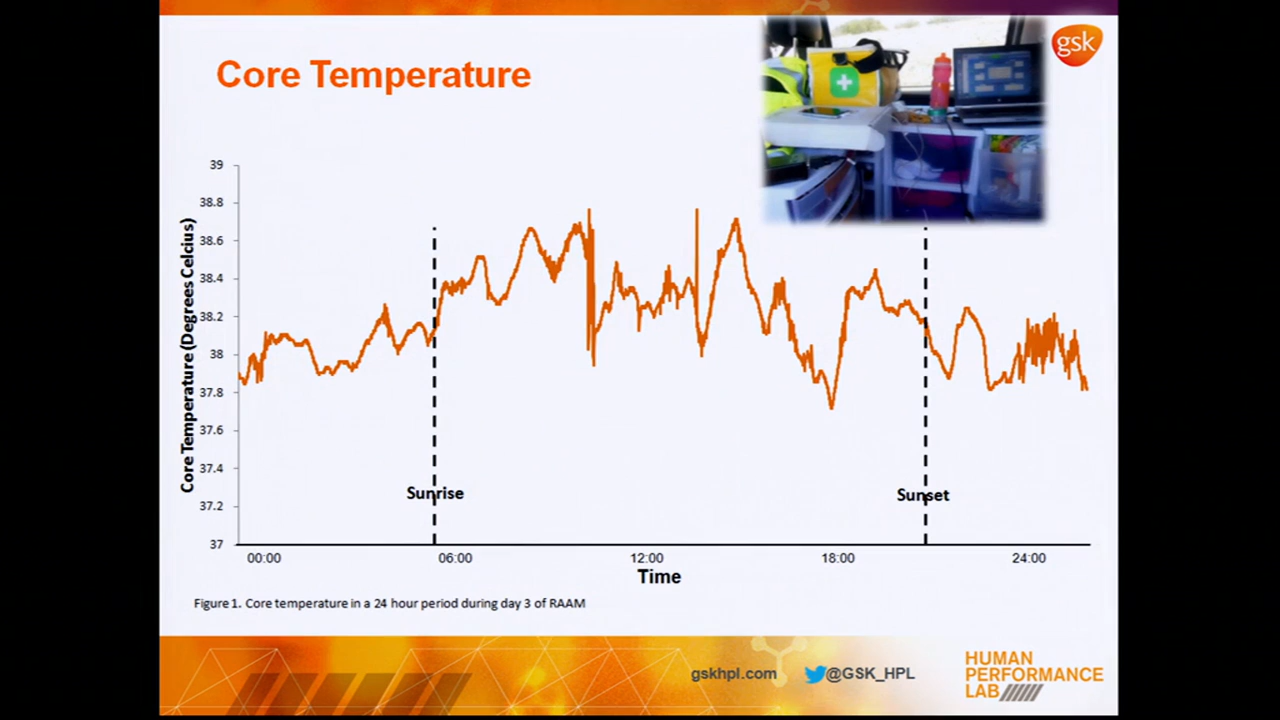 Core Temperature
gsk
Core Temperature (Degrees Celcius)
39
38.8
38.6
38.4
38.2
38
37.8
37.6
37.4
37.2
37
Sunrise
Sunset
00:00
06:00
12:00
18:00
24:00
Time
Figure 1. Core temperature in a 24 hour period during day 3 of RAAM
gskhpl.com
@GSK_HPL
HUMAN
PERFORMANCE
LAB